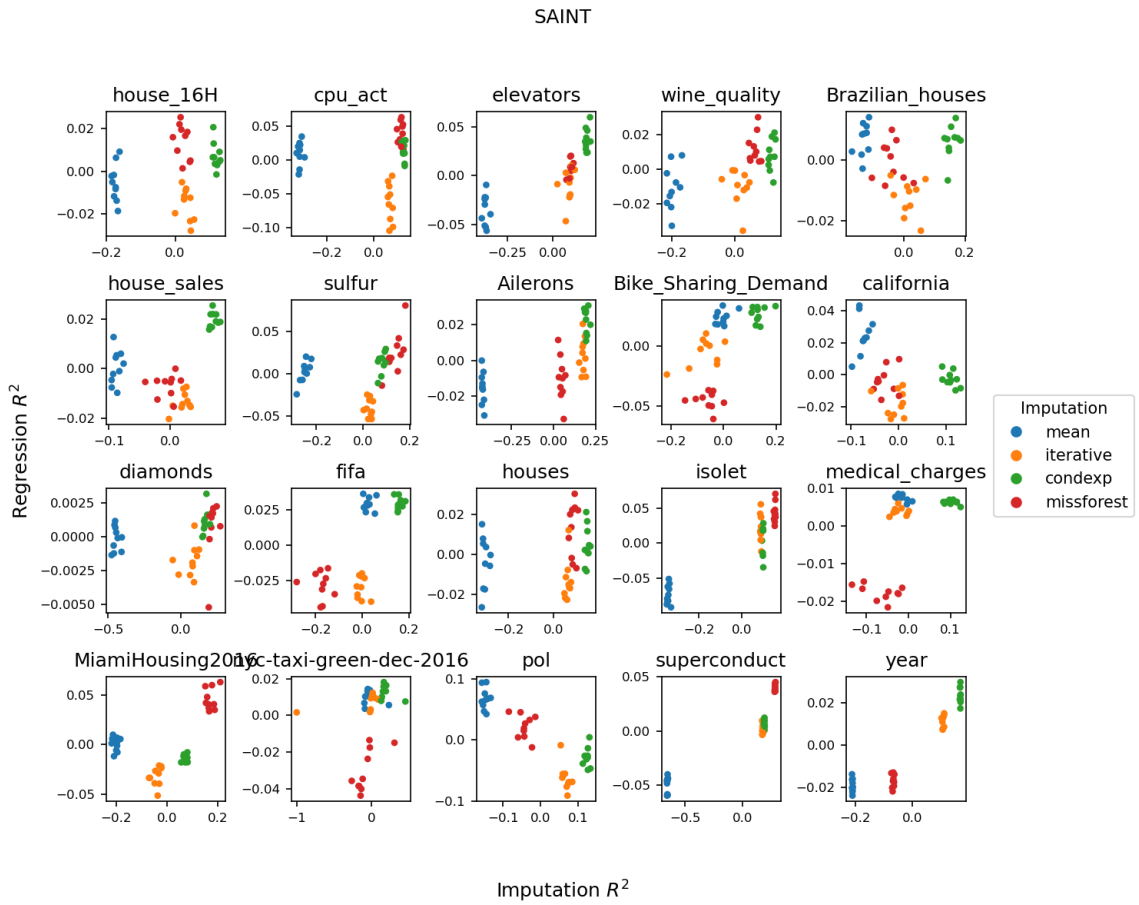 SAINT
house_16H cpu_act elevators wine_quality Brazilian_houses
0.02 0.00 −0.02
0.05 0.00 −0.05 −0.10
0.05 0.00 −0.05
0.02 0.00 −0.02
0.00 −0.02
−0.2 0.0 −0.2 0.0 −0.25 0.00 −0.2 0.0 0.0 0.2
house_sales sulfur Ailerons Bike_Sharing_Demand california
0.02 0.00 −0.02
0.05 0.00 −0.05
0.02 0.00 −0.02
0.00 −0.05
0.04 0.02 0.00 −0.02
−0.1 0.0 −0.2 0.0 0.2 −0.25 0.00 0.25 −0.2 0.0 0.2 −0.1 0.0 0.1
Regression R²
diamonds fifa houses isolet medical_charges
0.0025 0.0000 −0.0025 −0.0050
0.025 0.000 −0.025
0.02 0.00 −0.02
0.05 0.00 −0.05
0.01 0.00 −0.01 −0.02
−0.5 0.0 −0.2 0.0 0.2 −0.2 0.0 −0.2 0.0 −0.1 0.0 0.1
MiamiHousing2016 nyc-taxi-green-dec-2016 pol superconduct year
0.05 0.00 −0.05
0.02 0.00 −0.02 −0.04
0.1 0.0 −0.1
0.05 0.00 −0.05
0.02 0.00 −0.02
−0.2 0.0 0.2 −1 0 −0.1 0.0 0.1 −0.5 0.0 −0.2 0.0
Imputation R²
Imputation
mean
iterative
condexp
missforest